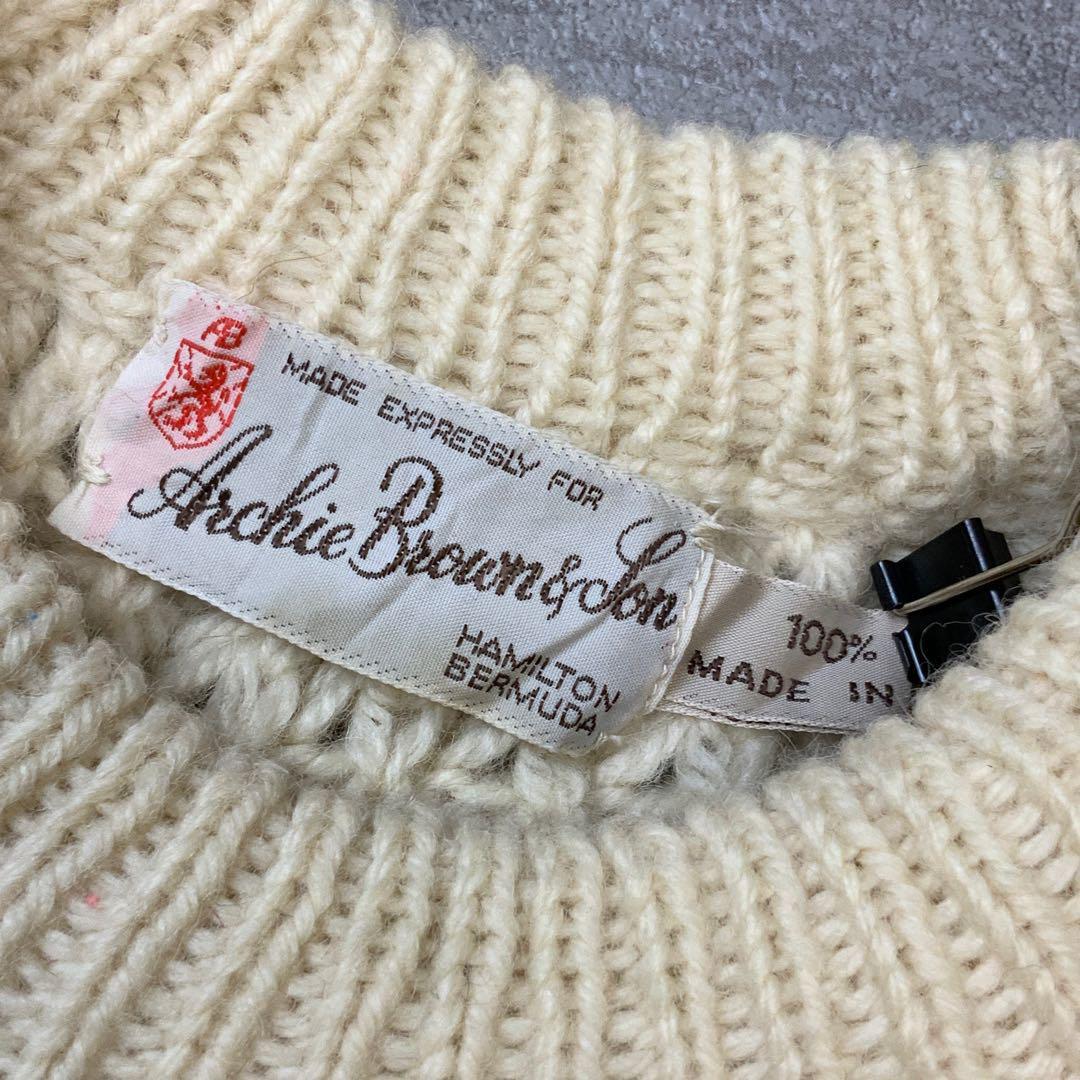 AB
MADE EXPRESSLY FOR
Archie Brown & Son
HAMILTON
BERMUDA
100%
MADE IN